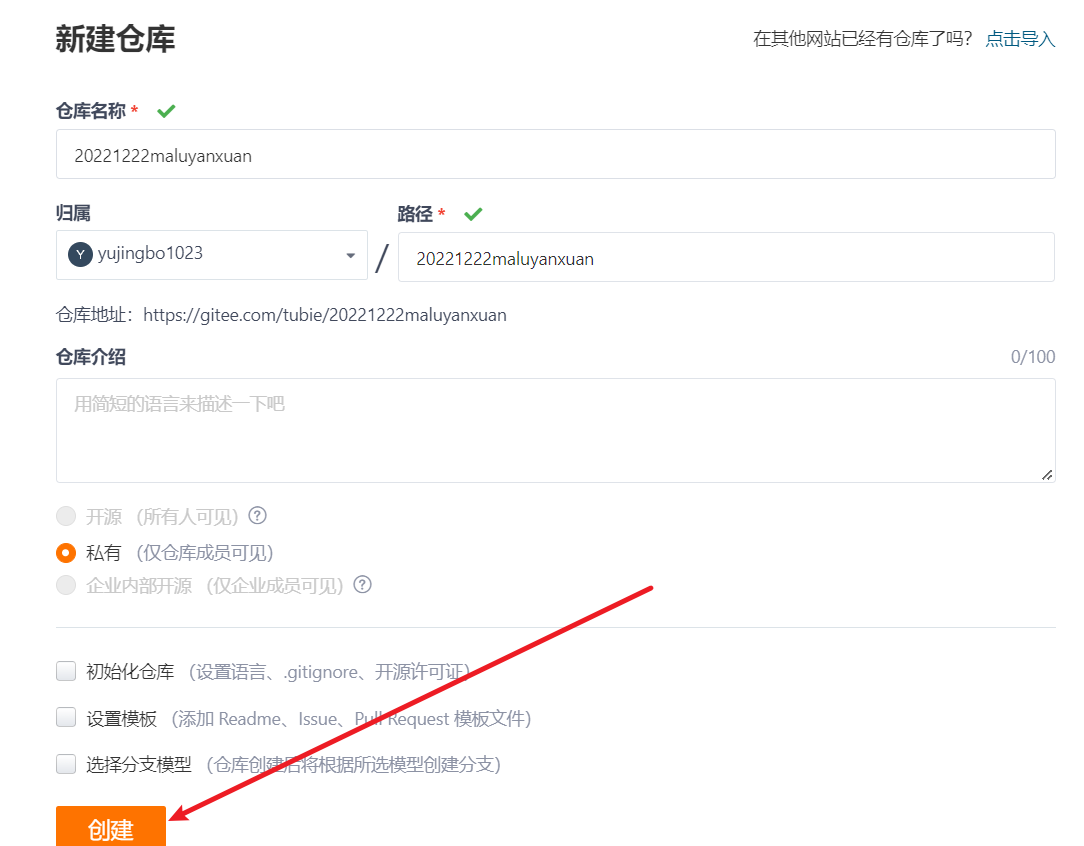 新建仓库
在其他网站已经有仓库了吗? 点击导入
仓库名称 *
20221222maluyanxuan
归属
路径 *
Y yujingbo1023 / 20221222maluyanxuan
仓库地址：https://gitee.com/tubie/20221222maluyanxuan
仓库介绍
0/100
用简短的语言来描述一下吧
开源 (所有人可见) ?
私有 (仅仓库成员可见)
企业内部开源 (仅企业成员可见) ?
初始化仓库 (设置语言、.gitignore、开源许可证)
设置模板 (添加 Readme、Issue、Pull Request 模板文件)
选择分支模型 (仓库创建后将根据所选模型创建分支)
创建